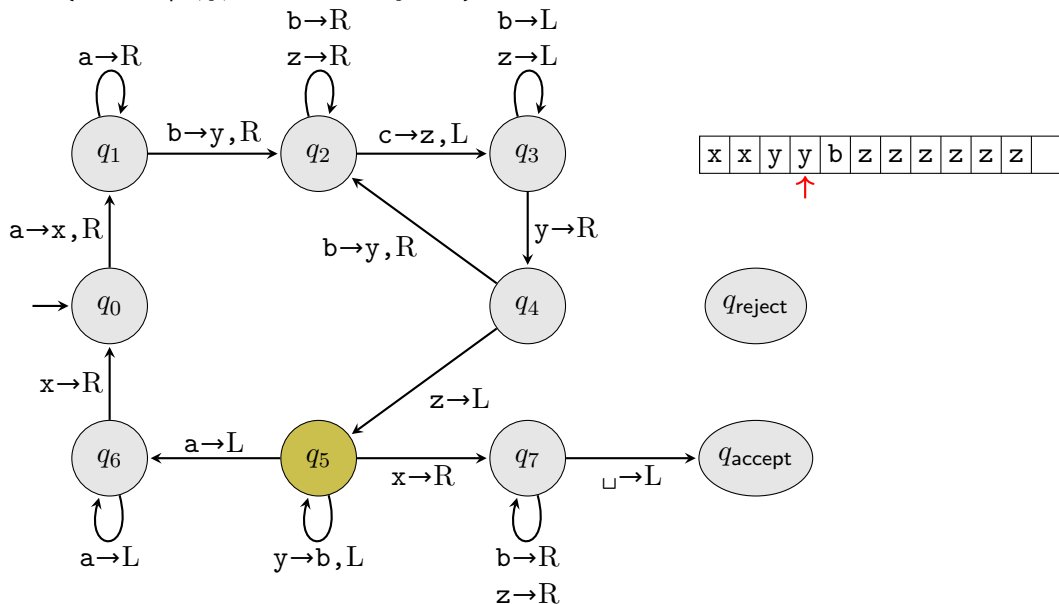 b→R
b→L
a→R
z→R
z→L
q1
b→y,R
q2
c→z,L
q3
x x y y b z z z z z z
a→x,R
b→y,R
y→R
q0
q4
qreject
x→R
z→L
q6
a→L
q5
x→R
q7
␣→L
qaccept
a→L
y→b,L
b→R
z→R